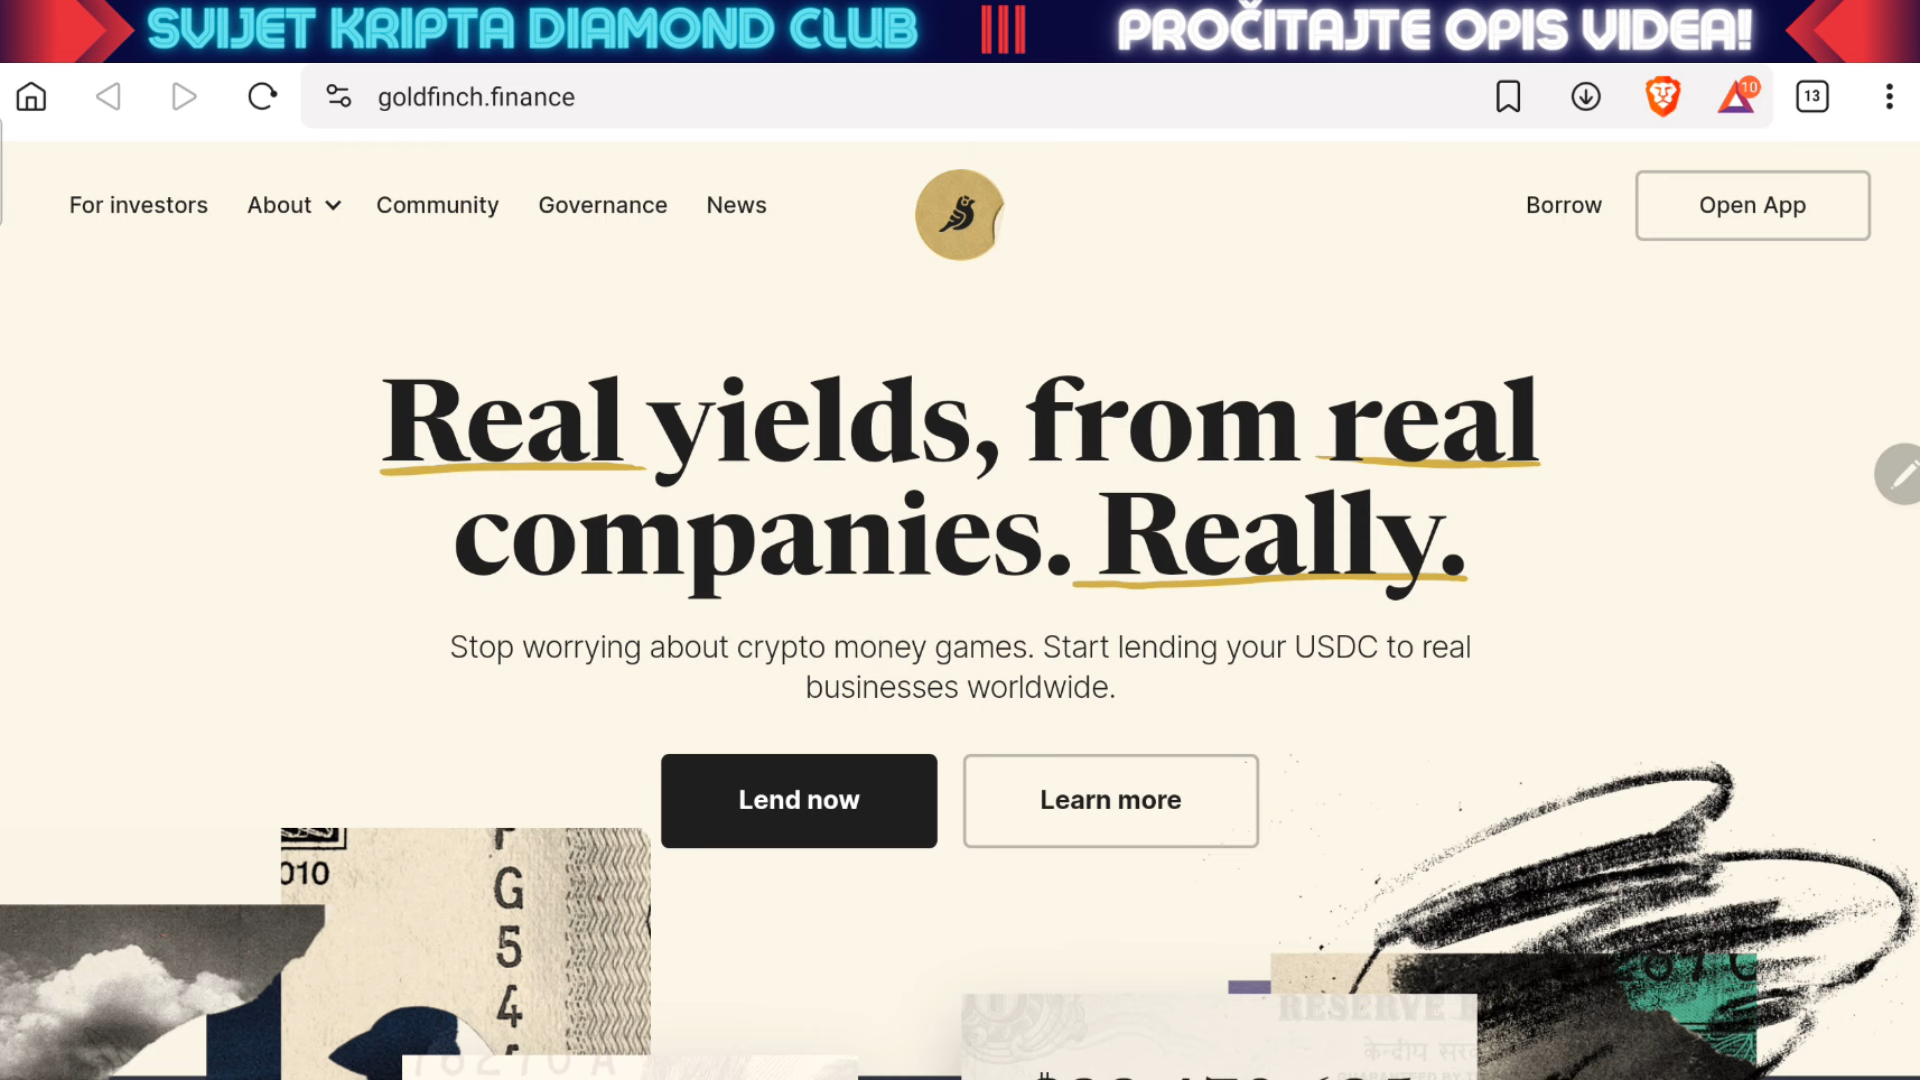 SVIJET KRIPTA DIAMOND CLUB
PROČITAJTE OPIS VIDEA!
goldfinch.finance
10
13
For investors
About
Community
Governance
News
Borrow
Open App
Real yields, from real
companies. Really.
Stop worrying about crypto money games. Start lending your USDC to real
businesses worldwide.
Lend now
Learn more
010
G
5
4
RESERVE
केन्दीय